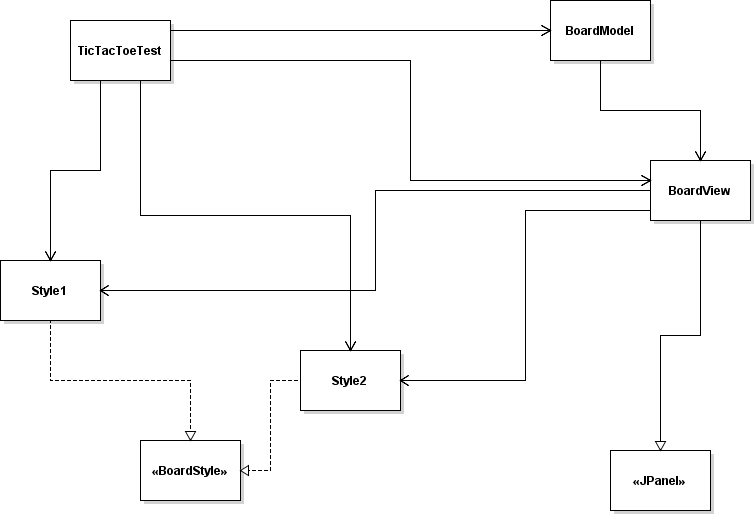 BoardModel
TicTacToeTest
BoardView
Style1
Style2
«BoardStyle»
«JPanel»